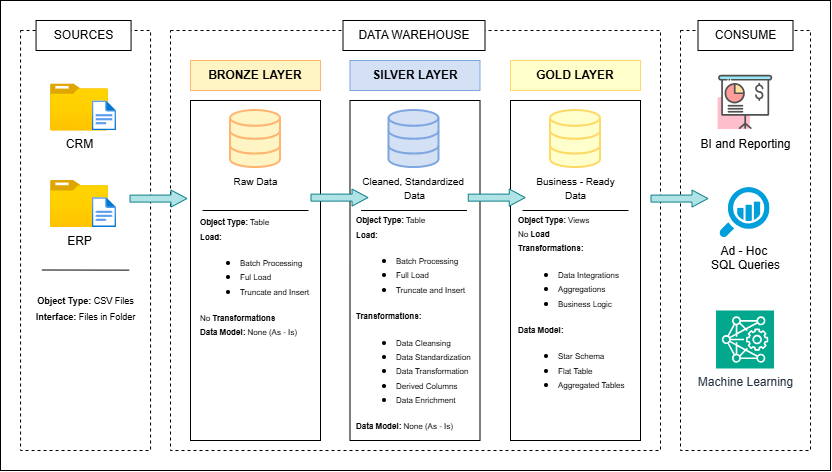 SOURCES
CRM
ERP
Object Type: CSV Files
Interface: Files in Folder
DATA WAREHOUSE
BRONZE LAYER
Raw Data
Object Type: Table
Load:
Batch Processing
Ful Load
Truncate and Insert
No Transformations
Data Model: None (As - Is)
SILVER LAYER
Cleaned, Standardized
Data
Object Type: Table
Load:
Batch Processing
Full Load
Truncate and Insert
Transformations:
Data Cleansing
Data Standardization
Data Transformation
Derived Columns
Data Enrichment
Data Model: None (As - Is)
GOLD LAYER
Business - Ready
Data
Object Type: Views
No Load
Transformations:
Data Integrations
Aggregations
Business Logic
Data Model:
Star Schema
Flat Table
Aggregated Tables
CONSUME
$
BI and Reporting
Ad - Hoc
SQL Queries
Machine Learning